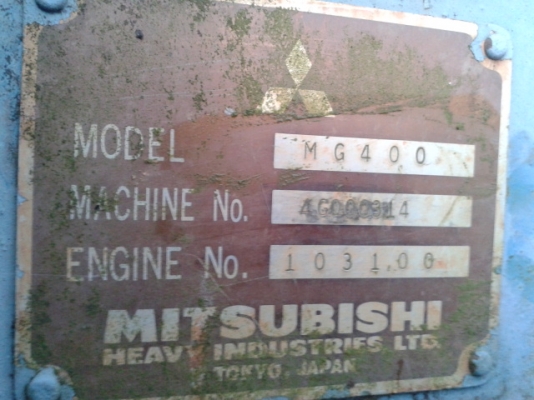 MODEL MG400
MACHINE No.
ENGINE No. 103100
MITSUBISHI
HEAVY INDUSTRIES LTD.
TOKYO, JAPAN